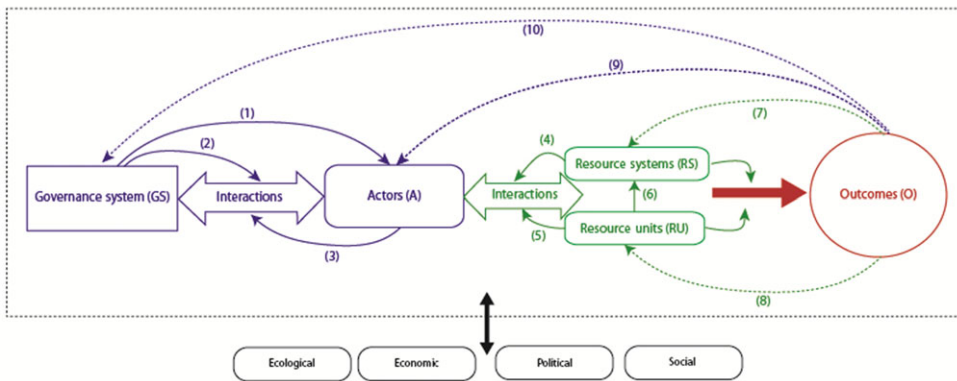 (10)
(9)
(1)
(7)
(2)
(4)
Resource systems (RS)
Governance system (GS)
Interactions
Actors (A)
Interactions
(6)
Outcomes (O)
(5)
Resource units (RU)
(3)
(8)
Ecological
Economic
Political
Social